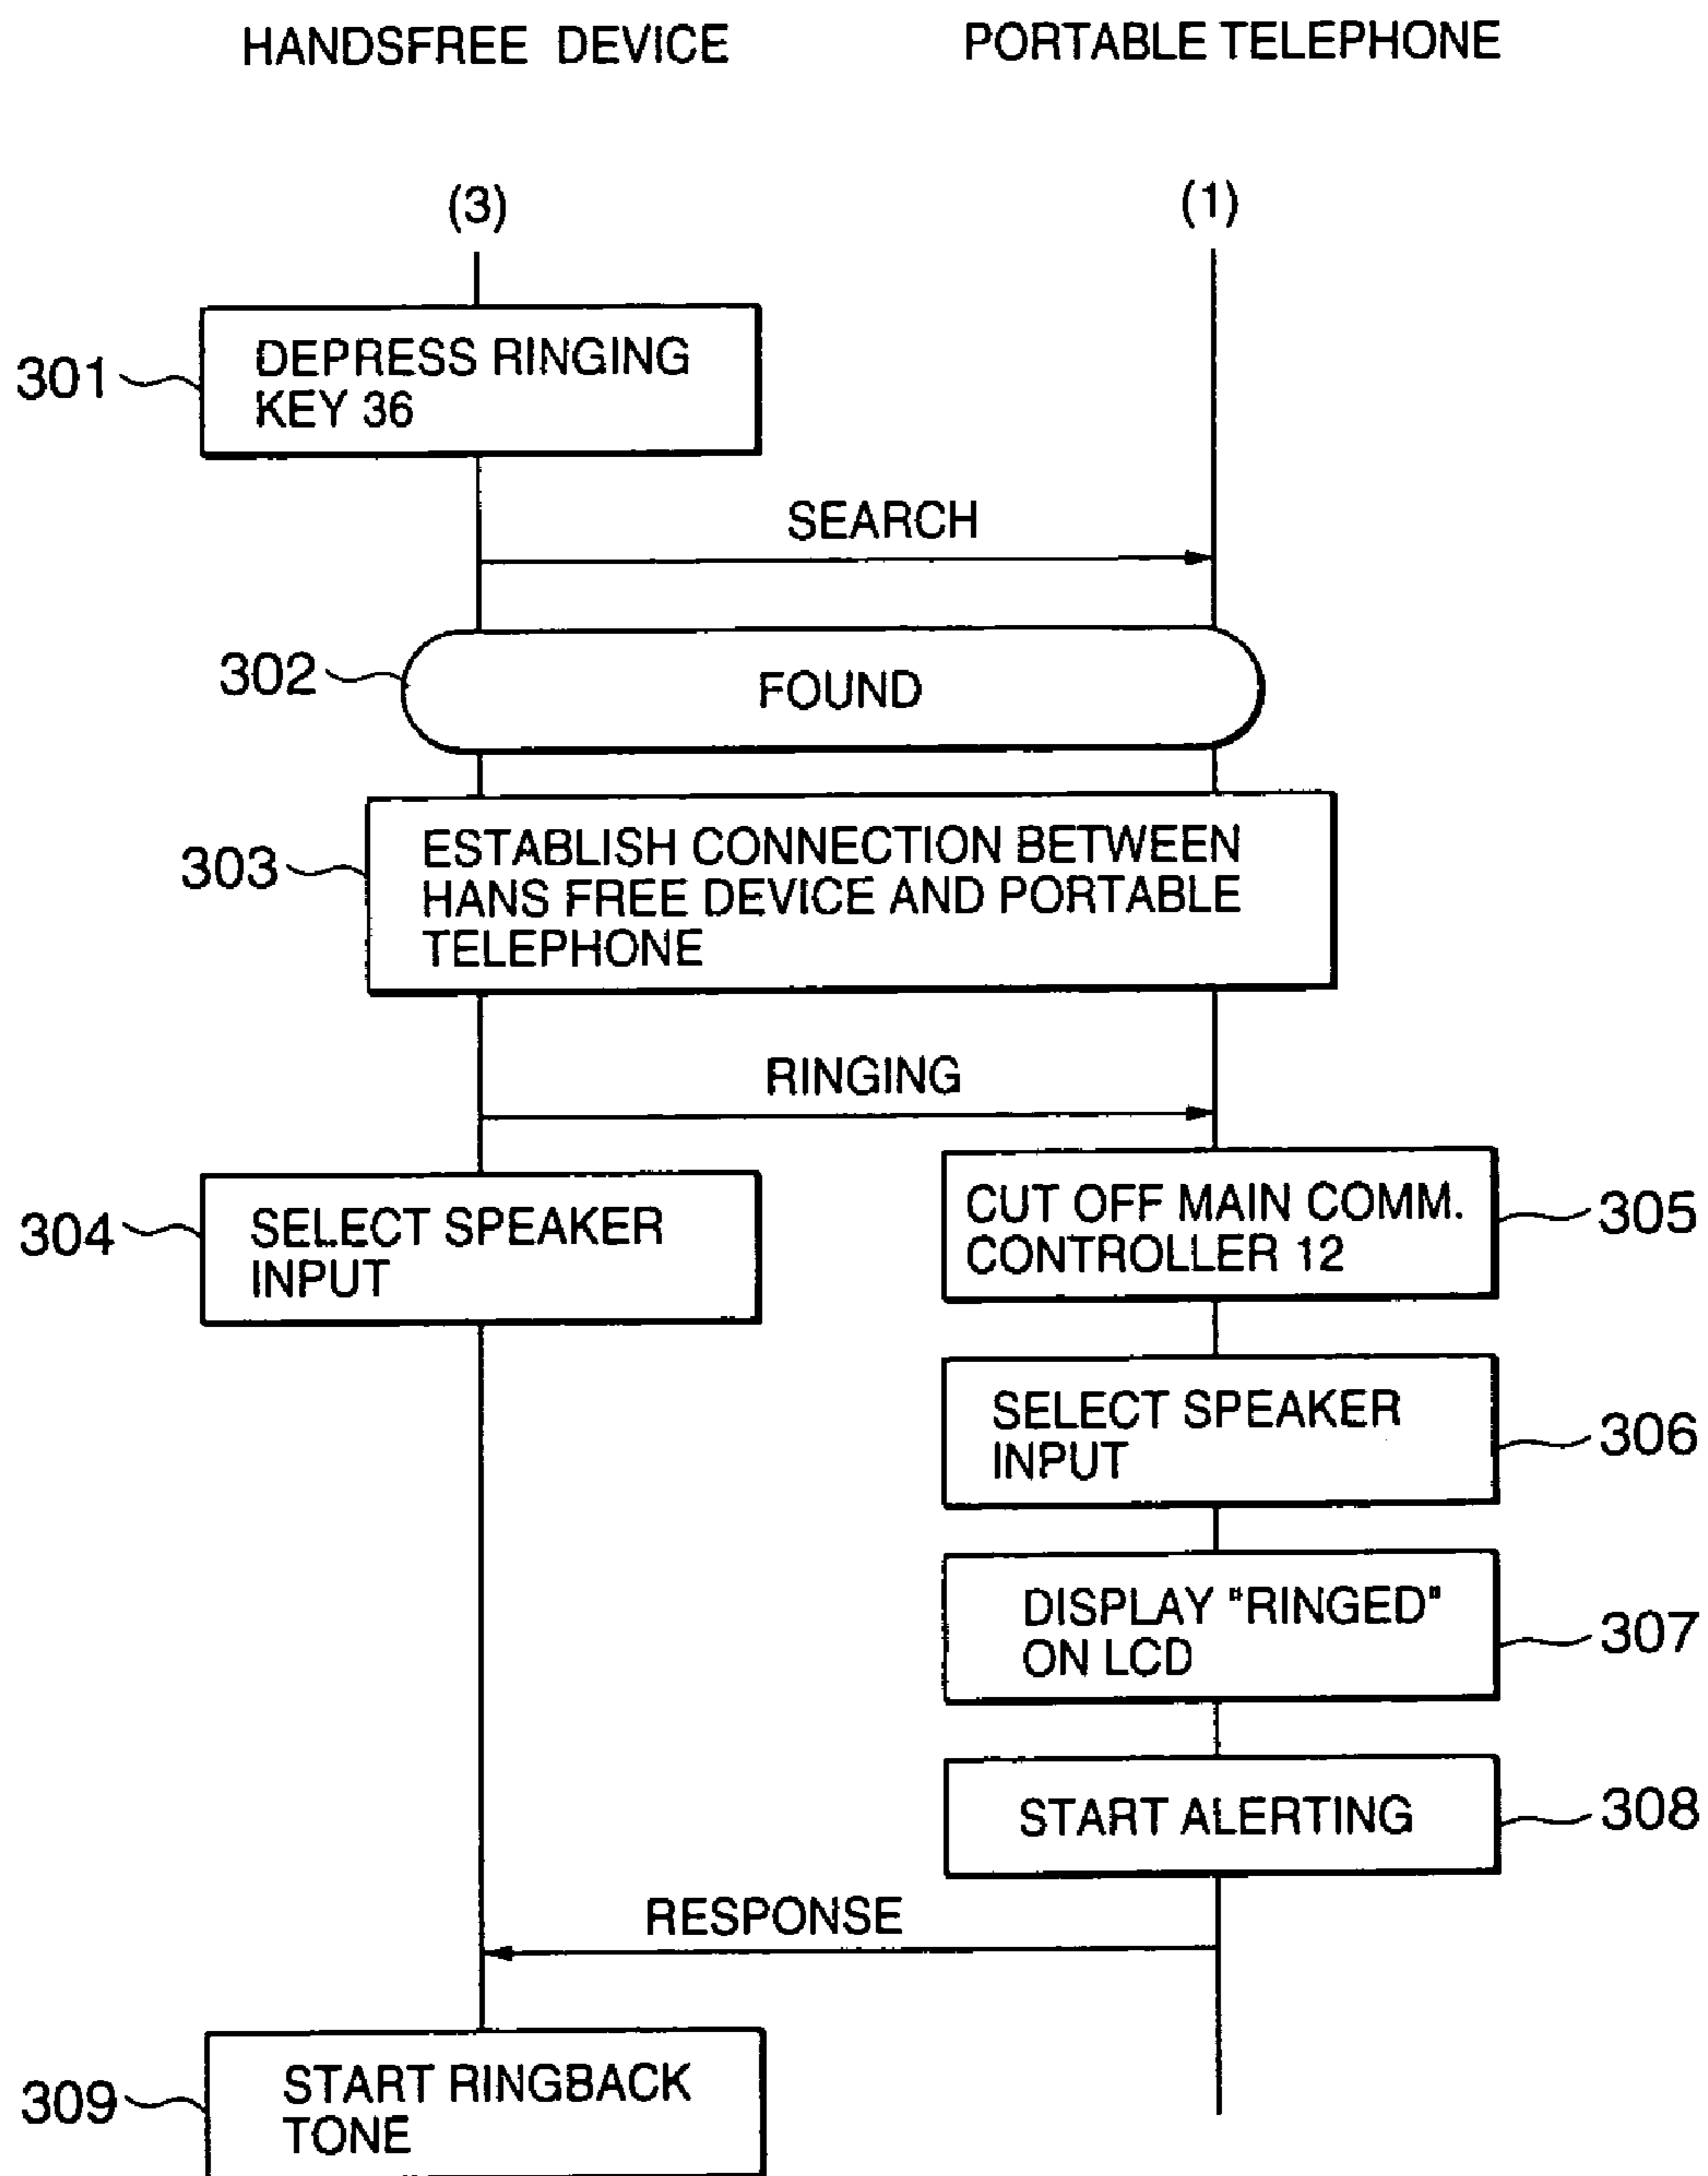 HANDSFREE DEVICE
PORTABLE TELEPHONE
(3)
(1)
301
DEPRESS RINGING
KEY 36
SEARCH
302
FOUND
303
ESTABLISH CONNECTION BETWEEN
HANS FREE DEVICE AND PORTABLE
TELEPHONE
RINGING
304
SELECT SPEAKER
INPUT
CUT OFF MAIN COMM.
CONTROLLER 12
305
SELECT SPEAKER
INPUT
306
DISPLAY "RINGED"
ON LCD
307
START ALERTING
308
RESPONSE
309
START RINGBACK
TONE